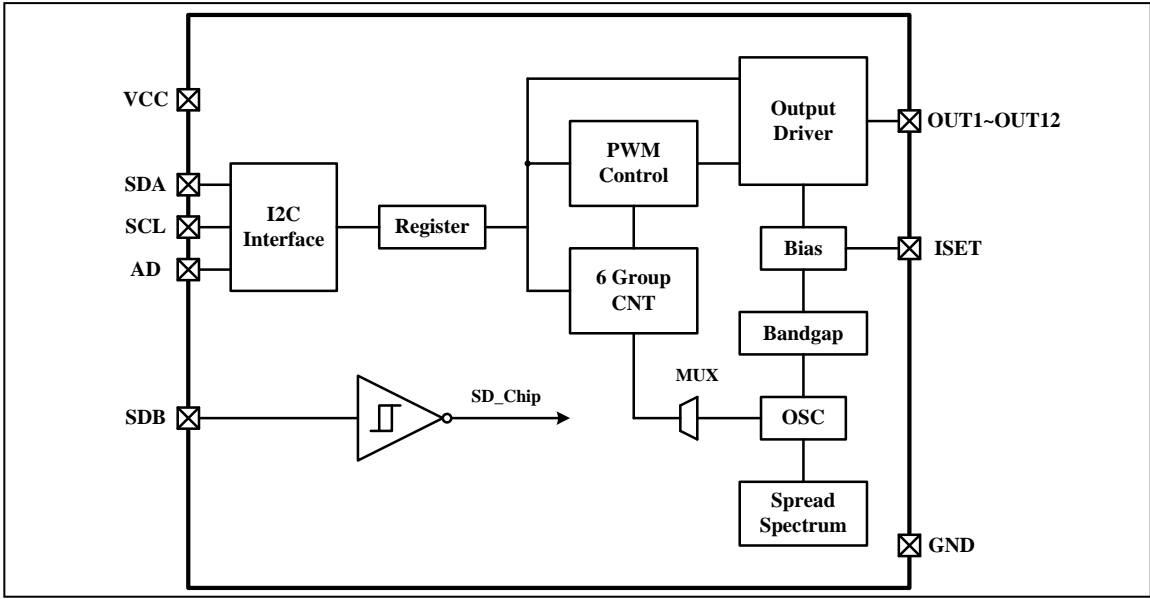 VCC
SDA
SCL
AD
SDB
I2C
Interface
Register
SD_Chip
PWM
Control
6 Group
CNT
MUX
Output
Driver
Bias
Bandgap
OSC
Spread
Spectrum
OUT1~OUT12
ISET
GND